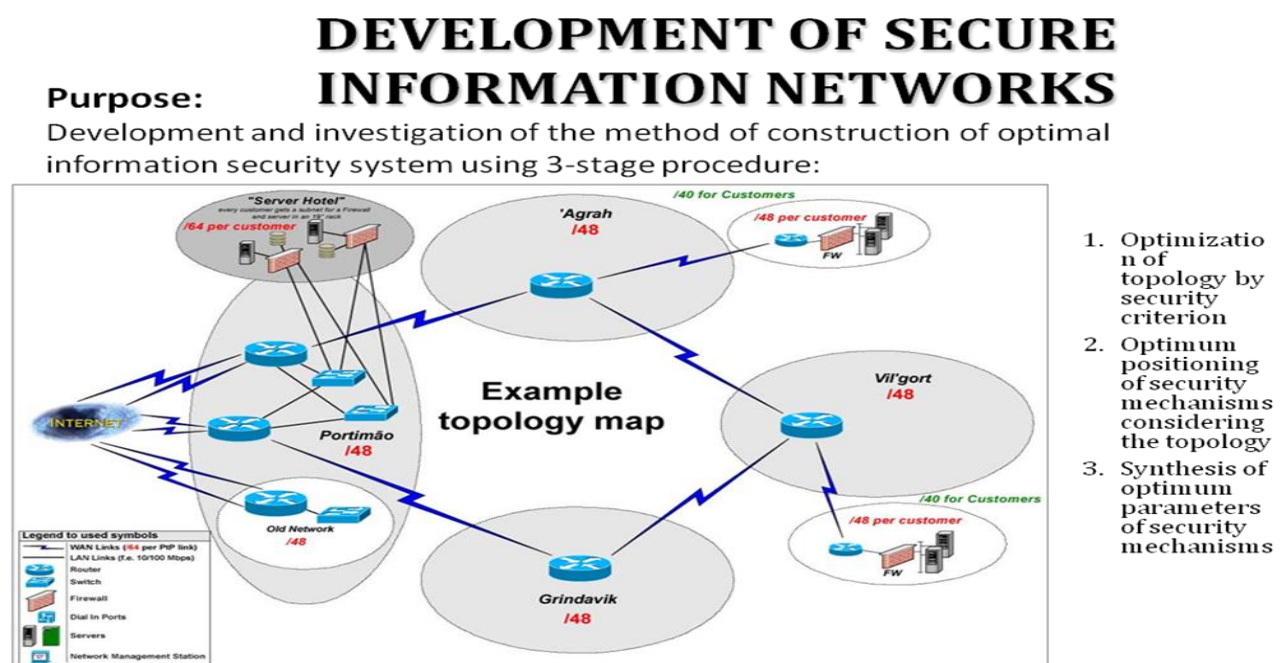 DEVELOPMENT OF SECURE
INFORMATION NETWORKS
Purpose:
Development and investigation of the method of construction of optimal
information security system using 3-stage procedure:
"Server Hotel"
every customer gets a subnet for a Firewall
and server in an 19" rack
/64 per customer
'Agrah
/48
/40 for Customers
/48 per customer
FW
INTERNET
Example
topology map
Portimão
/48
Vil'gort
/48
Old Network
/48
Grindavik
/48
/40 for Customers
/48 per customer
FW
Legend to used symbols
WAN Links (/64 per PtP link)
LAN Links (f.e. 10/100 Mbps)
Router
Switch
Firewall
Dial In Ports
Servers
Network Management Station
1. Optimizatio
n of
topology by
security
criterion
2. Optimum
positioning
of security
mechanisms
considering
the topology
3. Synthesis of
optimum
parameters
of security
mechanisms